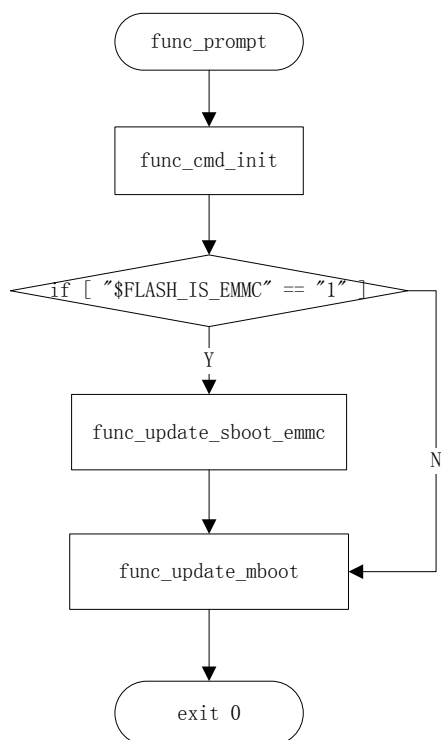 func_prompt
func_cmd_init
if [ "$FLASH_IS_EMMC" == "1" ]
Y
func_update_sboot_emmc
N
func_update_mboot
exit 0